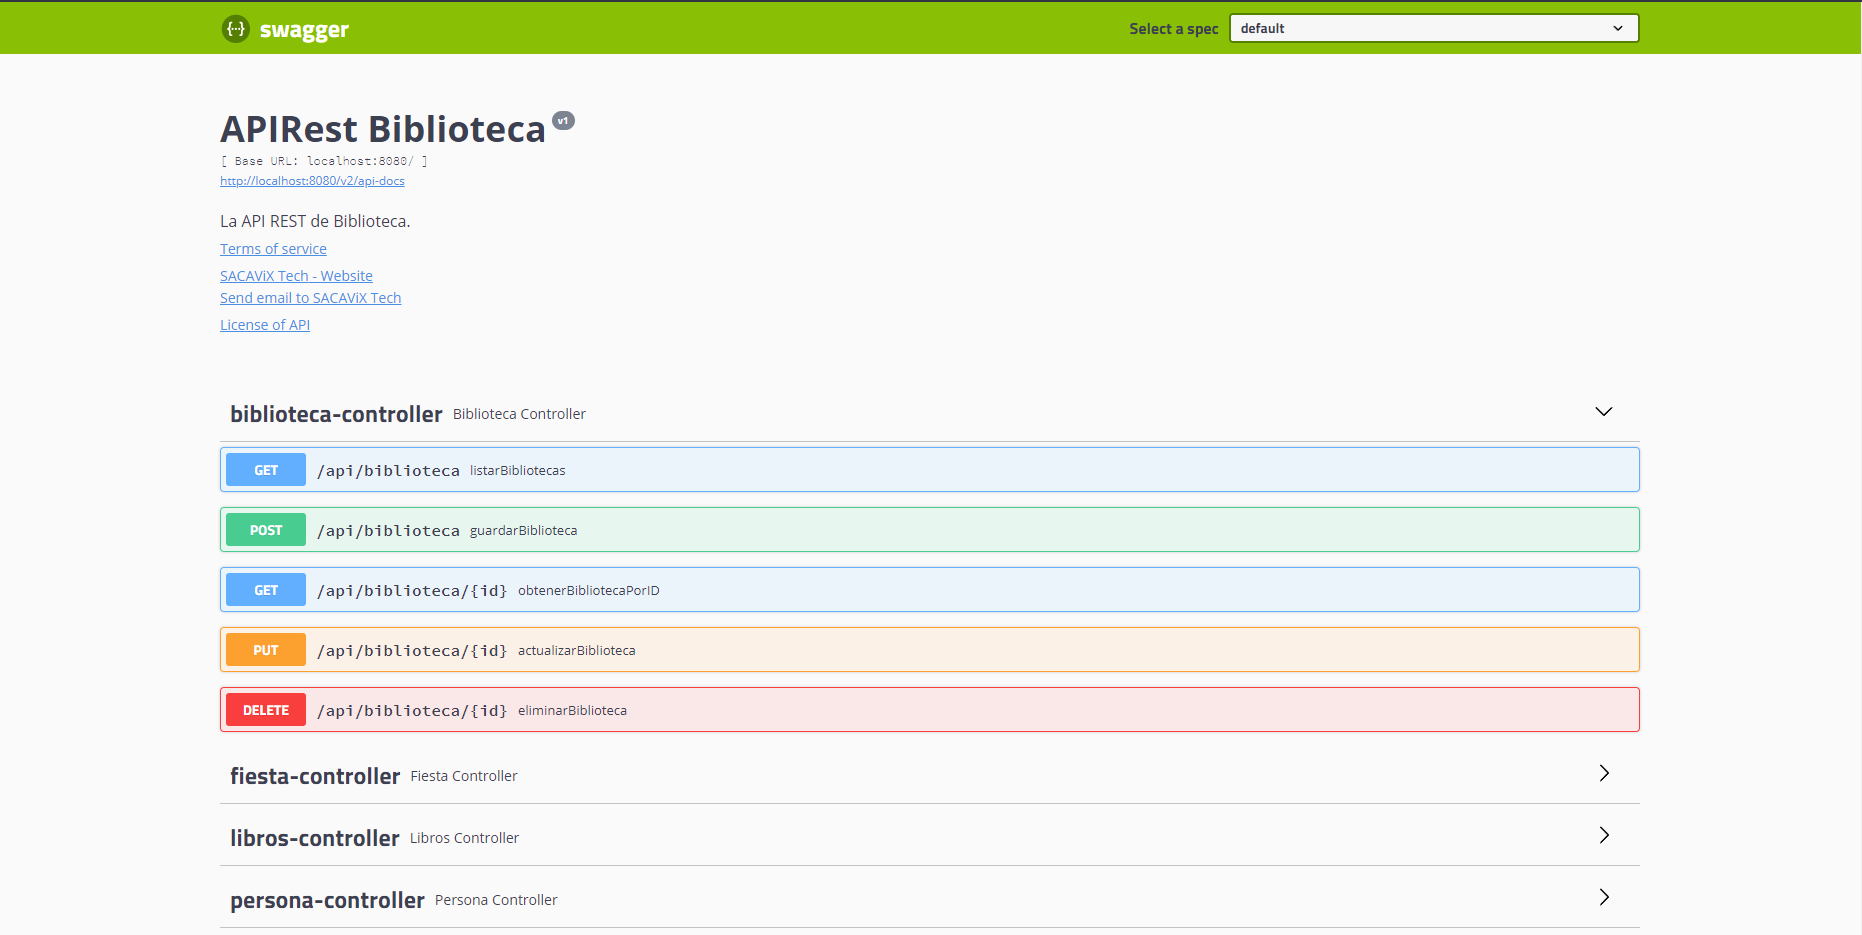 {··} swagger
Select a spec default
APIRest Biblioteca v1
[ Base URL: localhost:8080/ ]
http://localhost:8080/v2/api-docs
La API REST de Biblioteca.
Terms of service
SACAViX Tech - Website
Send email to SACAViX Tech
License of API
biblioteca-controller Biblioteca Controller
GET /api/biblioteca listarBibliotecas
POST /api/biblioteca guardarBiblioteca
GET /api/biblioteca/{id} obtenerBibliotecaPorID
PUT /api/biblioteca/{id} actualizarBiblioteca
DELETE /api/biblioteca/{id} eliminarBiblioteca
fiesta-controller Fiesta Controller
libros-controller Libros Controller
persona-controller Persona Controller